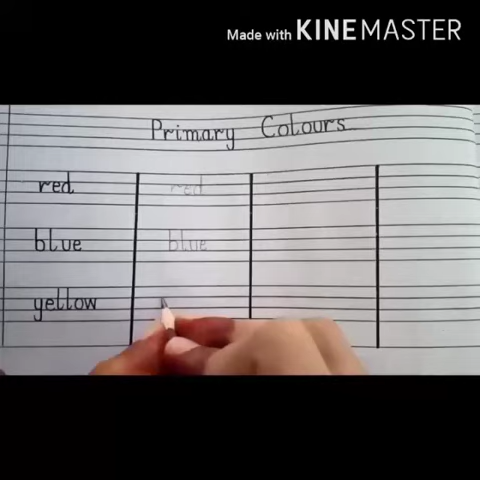 Made with KINEMASTER
Primary Colours
red red
blue blue
yellow